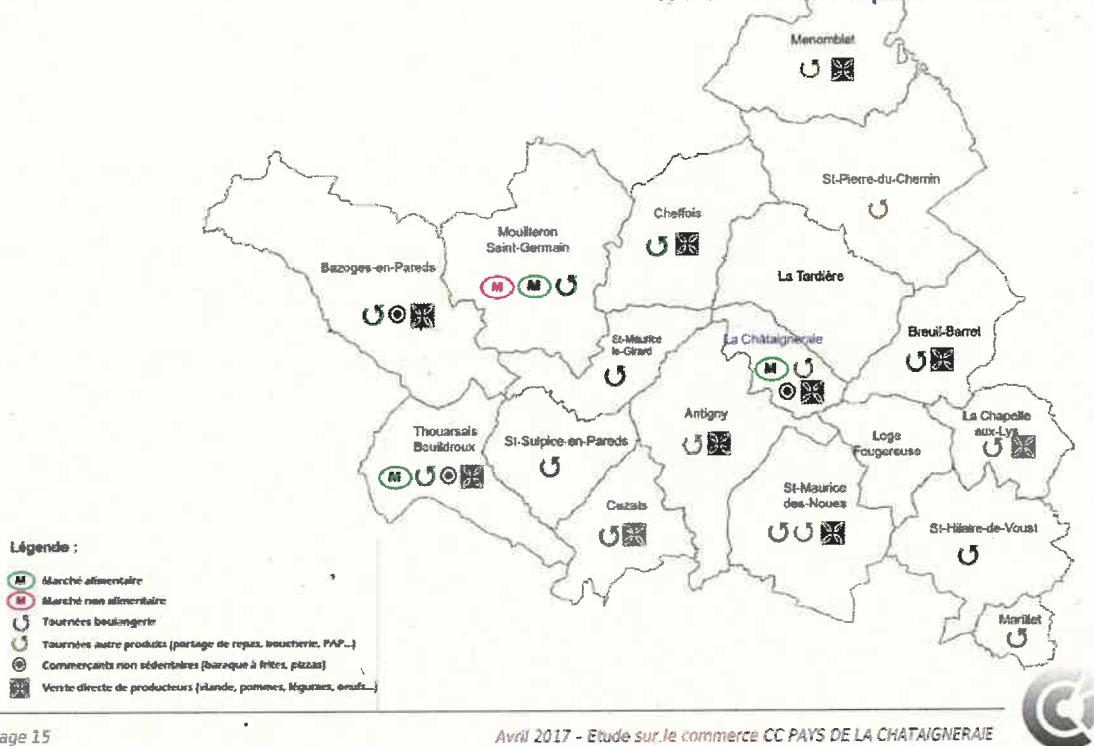 Menomblet
St-Pierre-du-Chemin
Cheffois
Mouilleron
Saint-Germain
Bazoges-en-Pareds
La Tardière
M M
St-Maurice
le-Girard
La Châtaigneraie
M
Breuil-Barret
Thouarsais
Bouildroux
M
St-Sulpice-en-Pareds
Antigny
Loge
Fougereuse
La Chapelle
aux-Lys
Cezais
St-Maurice
des-Noues
St-Hilaire-de-Voust
Marillet
Légende :
M Marché alimentaire
M Marché non alimentaire
Tournées boulangerie
Tournées autre produits (portage de repas, boucherie, PAP...)
Commerçants non sédentaires (baraque à frites, pizzas)
Vente directe de producteurs (viande, pommes, légumes, oeufs...)
age 15
Avril 2017 - Etude sur le commerce CC PAYS DE LA CHATAIGNERAIE